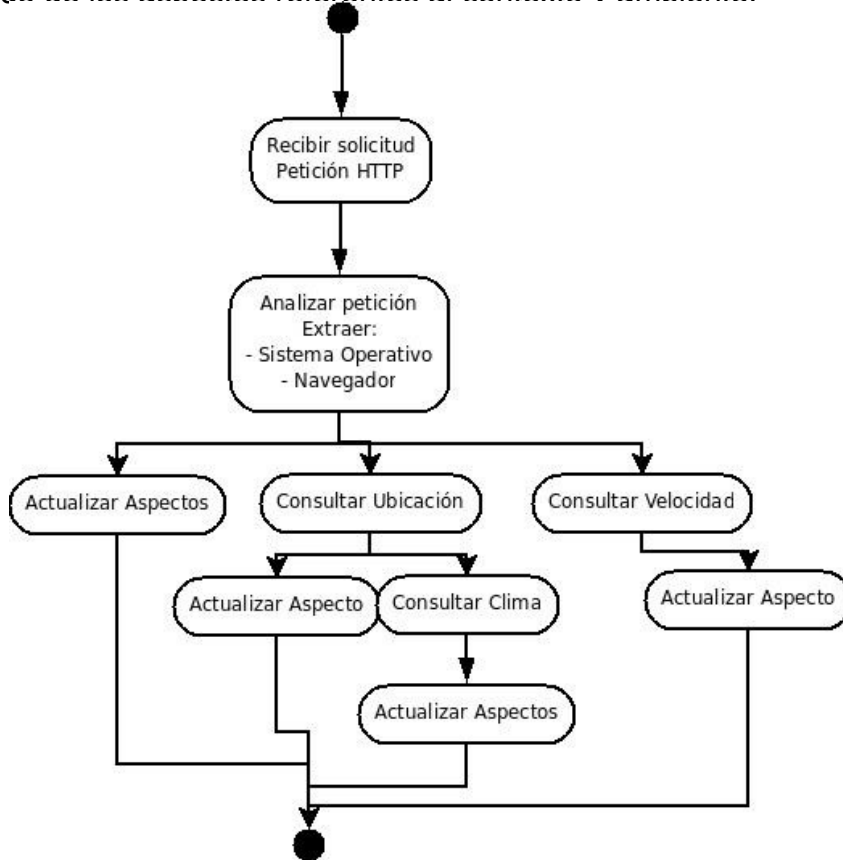 Recibir solicitud
Petición HTTP
Analizar petición
Extraer:
- Sistema Operativo
- Navegador
Actualizar Aspectos
Consultar Ubicación
Consultar Velocidad
Actualizar Aspecto
Consultar Clima
Actualizar Aspecto
Actualizar Aspectos